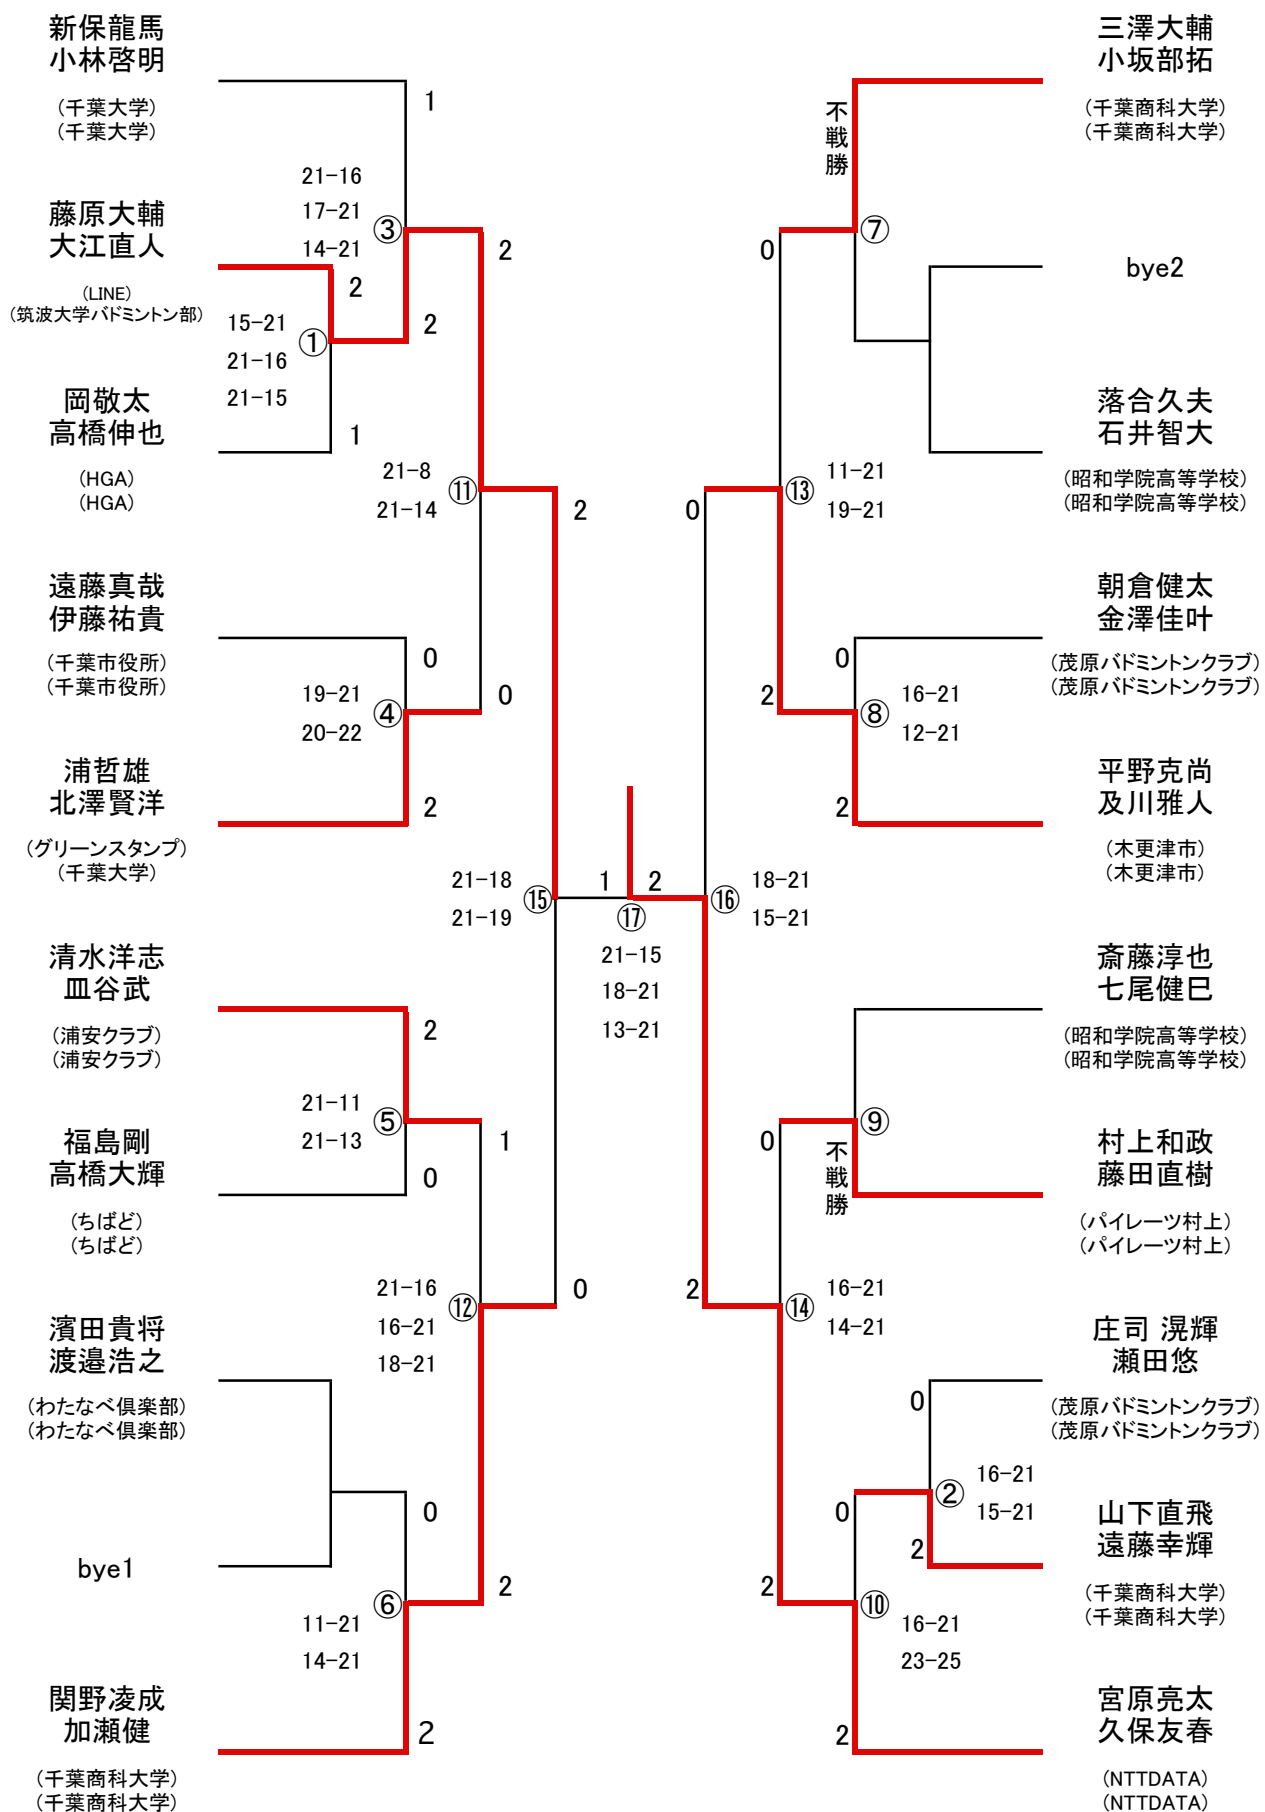 新保龍馬
小林啓明
(千葉大学)
(千葉大学)
1
21-16
17-21
14-21
③
2
藤原大輔
大江直人
(LINE)
(筑波大学バドミントン部)
2
2
15-21
21-16
21-15
①
岡敬太
高橋伸也
(HGA)
(HGA)
1
21-8
21-14
⑪
2
遠藤真哉
伊藤祐貴
(千葉市役所)
(千葉市役所)
0
0
19-21
20-22
④
浦哲雄
北澤賢洋
(グリーンスタンプ)
(千葉大学)
2
21-18
21-19
⑮
1
2
⑰
21-15
18-21
13-21
清水洋志
皿谷武
(浦安クラブ)
(浦安クラブ)
2
21-11
21-13
⑤
1
福島剛
高橋大輝
(ちばど)
(ちばど)
0
21-16
16-21
18-21
⑫
0
濱田貴将
渡邉浩之
(わたなべ倶楽部)
(わたなべ倶楽部)
0
bye1
⑥
2
11-21
14-21
関野凌成
加瀬健
(千葉商科大学)
(千葉商科大学)
2
三澤大輔
小坂部拓
(千葉商科大学)
(千葉商科大学)
不戦勝
⑦
0
bye2
落合久夫
石井智大
(昭和学院高等学校)
(昭和学院高等学校)
0
⑬
11-21
19-21
朝倉健太
金澤佳叶
(茂原バドミントンクラブ)
(茂原バドミントンクラブ)
0
2
⑧
16-21
12-21
平野克尚
及川雅人
(木更津市)
(木更津市)
2
⑯
18-21
15-21
斎藤淳也
七尾健巳
(昭和学院高等学校)
(昭和学院高等学校)
⑨
0
不戦勝
村上和政
藤田直樹
(パイレーツ村上)
(パイレーツ村上)
2
⑭
16-21
14-21
庄司 滉輝
瀬田悠
(茂原バドミントンクラブ)
(茂原バドミントンクラブ)
0
②
16-21
15-21
0
2
山下直飛
遠藤幸輝
(千葉商科大学)
(千葉商科大学)
2
⑩
16-21
23-25
宮原亮太
久保友春
(NTTDATA)
(NTTDATA)
2